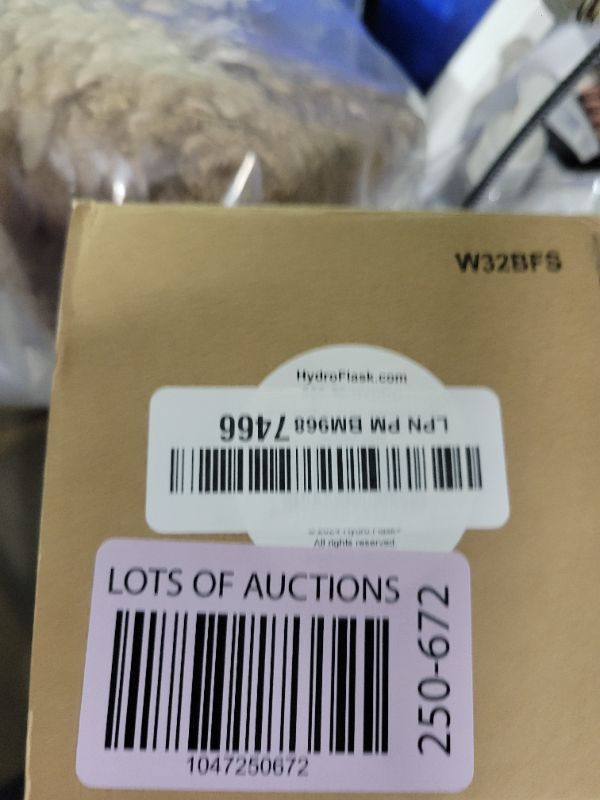 W32BFS
HydroFlask.com
LPN PM BM968 7466
All rights reserved
LOTS OF AUCTIONS
250-672
1047250672